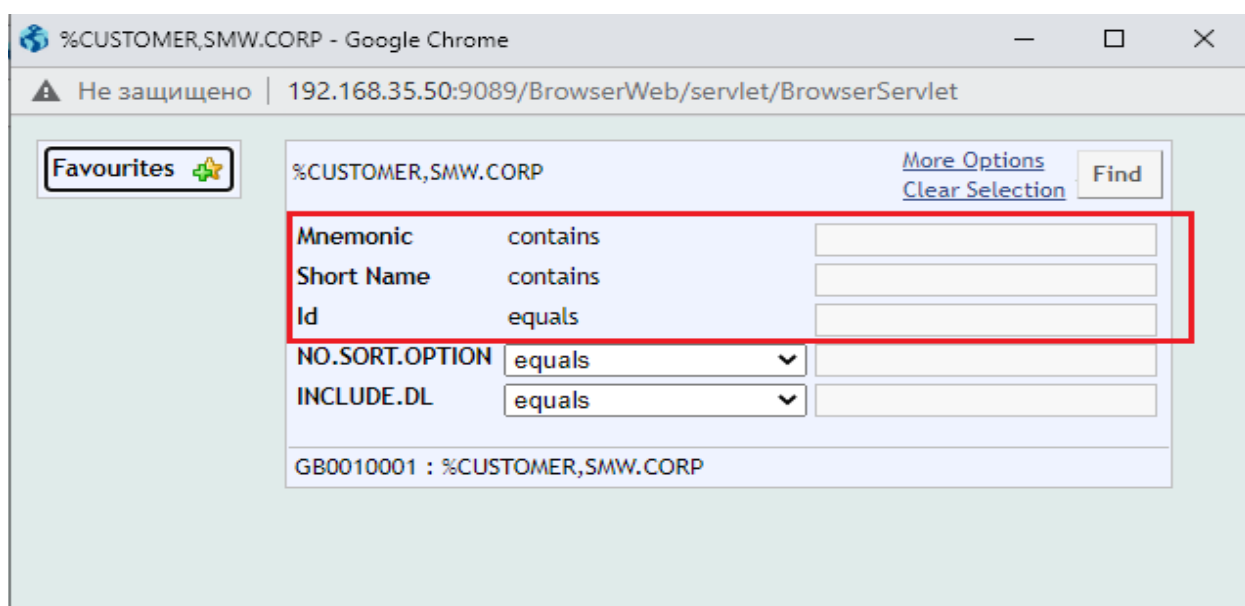 %CUSTOMER,SMW.CORP - Google Chrome
Не защищено | 192.168.35.50:9089/BrowserWeb/servlet/BrowserServlet
Favourites
%CUSTOMER,SMW.CORP More Options Find
Clear Selection
Mnemonic contains
Short Name contains
Id equals
NO.SORT.OPTION equals
INCLUDE.DL equals
GB0010001 : %CUSTOMER,SMW.CORP